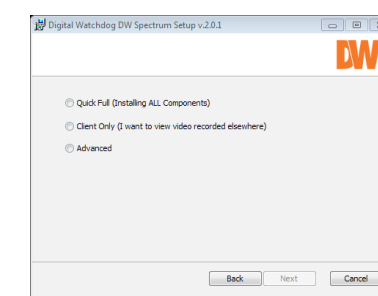 Digital Watchdog DW Spectrum Setup v.2.0.1
DW
Quick Full (Installing ALL Components)
Client Only (I want to view video recorded elsewhere)
Advanced
Back
Next
Cancel